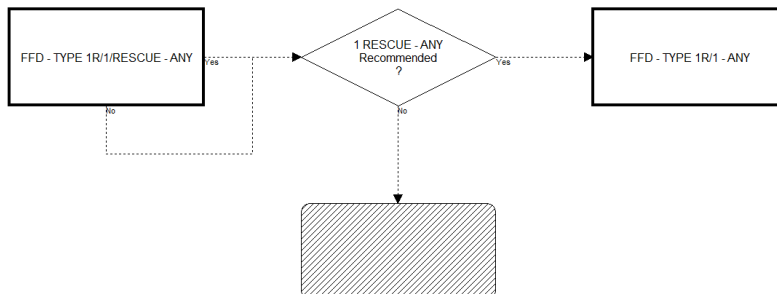 FFD - TYPE 1R/1/RESCUE - ANY
Yes
No
1 RESCUE - ANY
Recommended
?
Yes
No
FFD - TYPE 1R/1 - ANY